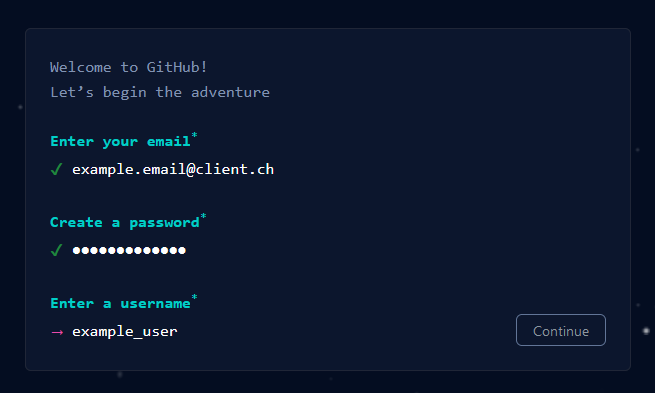 Welcome to GitHub!
Let’s begin the adventure
Enter your email*
✓ example.email@client.ch
Create a password*
✓ ●●●●●●●●●●●●●
Enter a username*
→ example_user
Continue